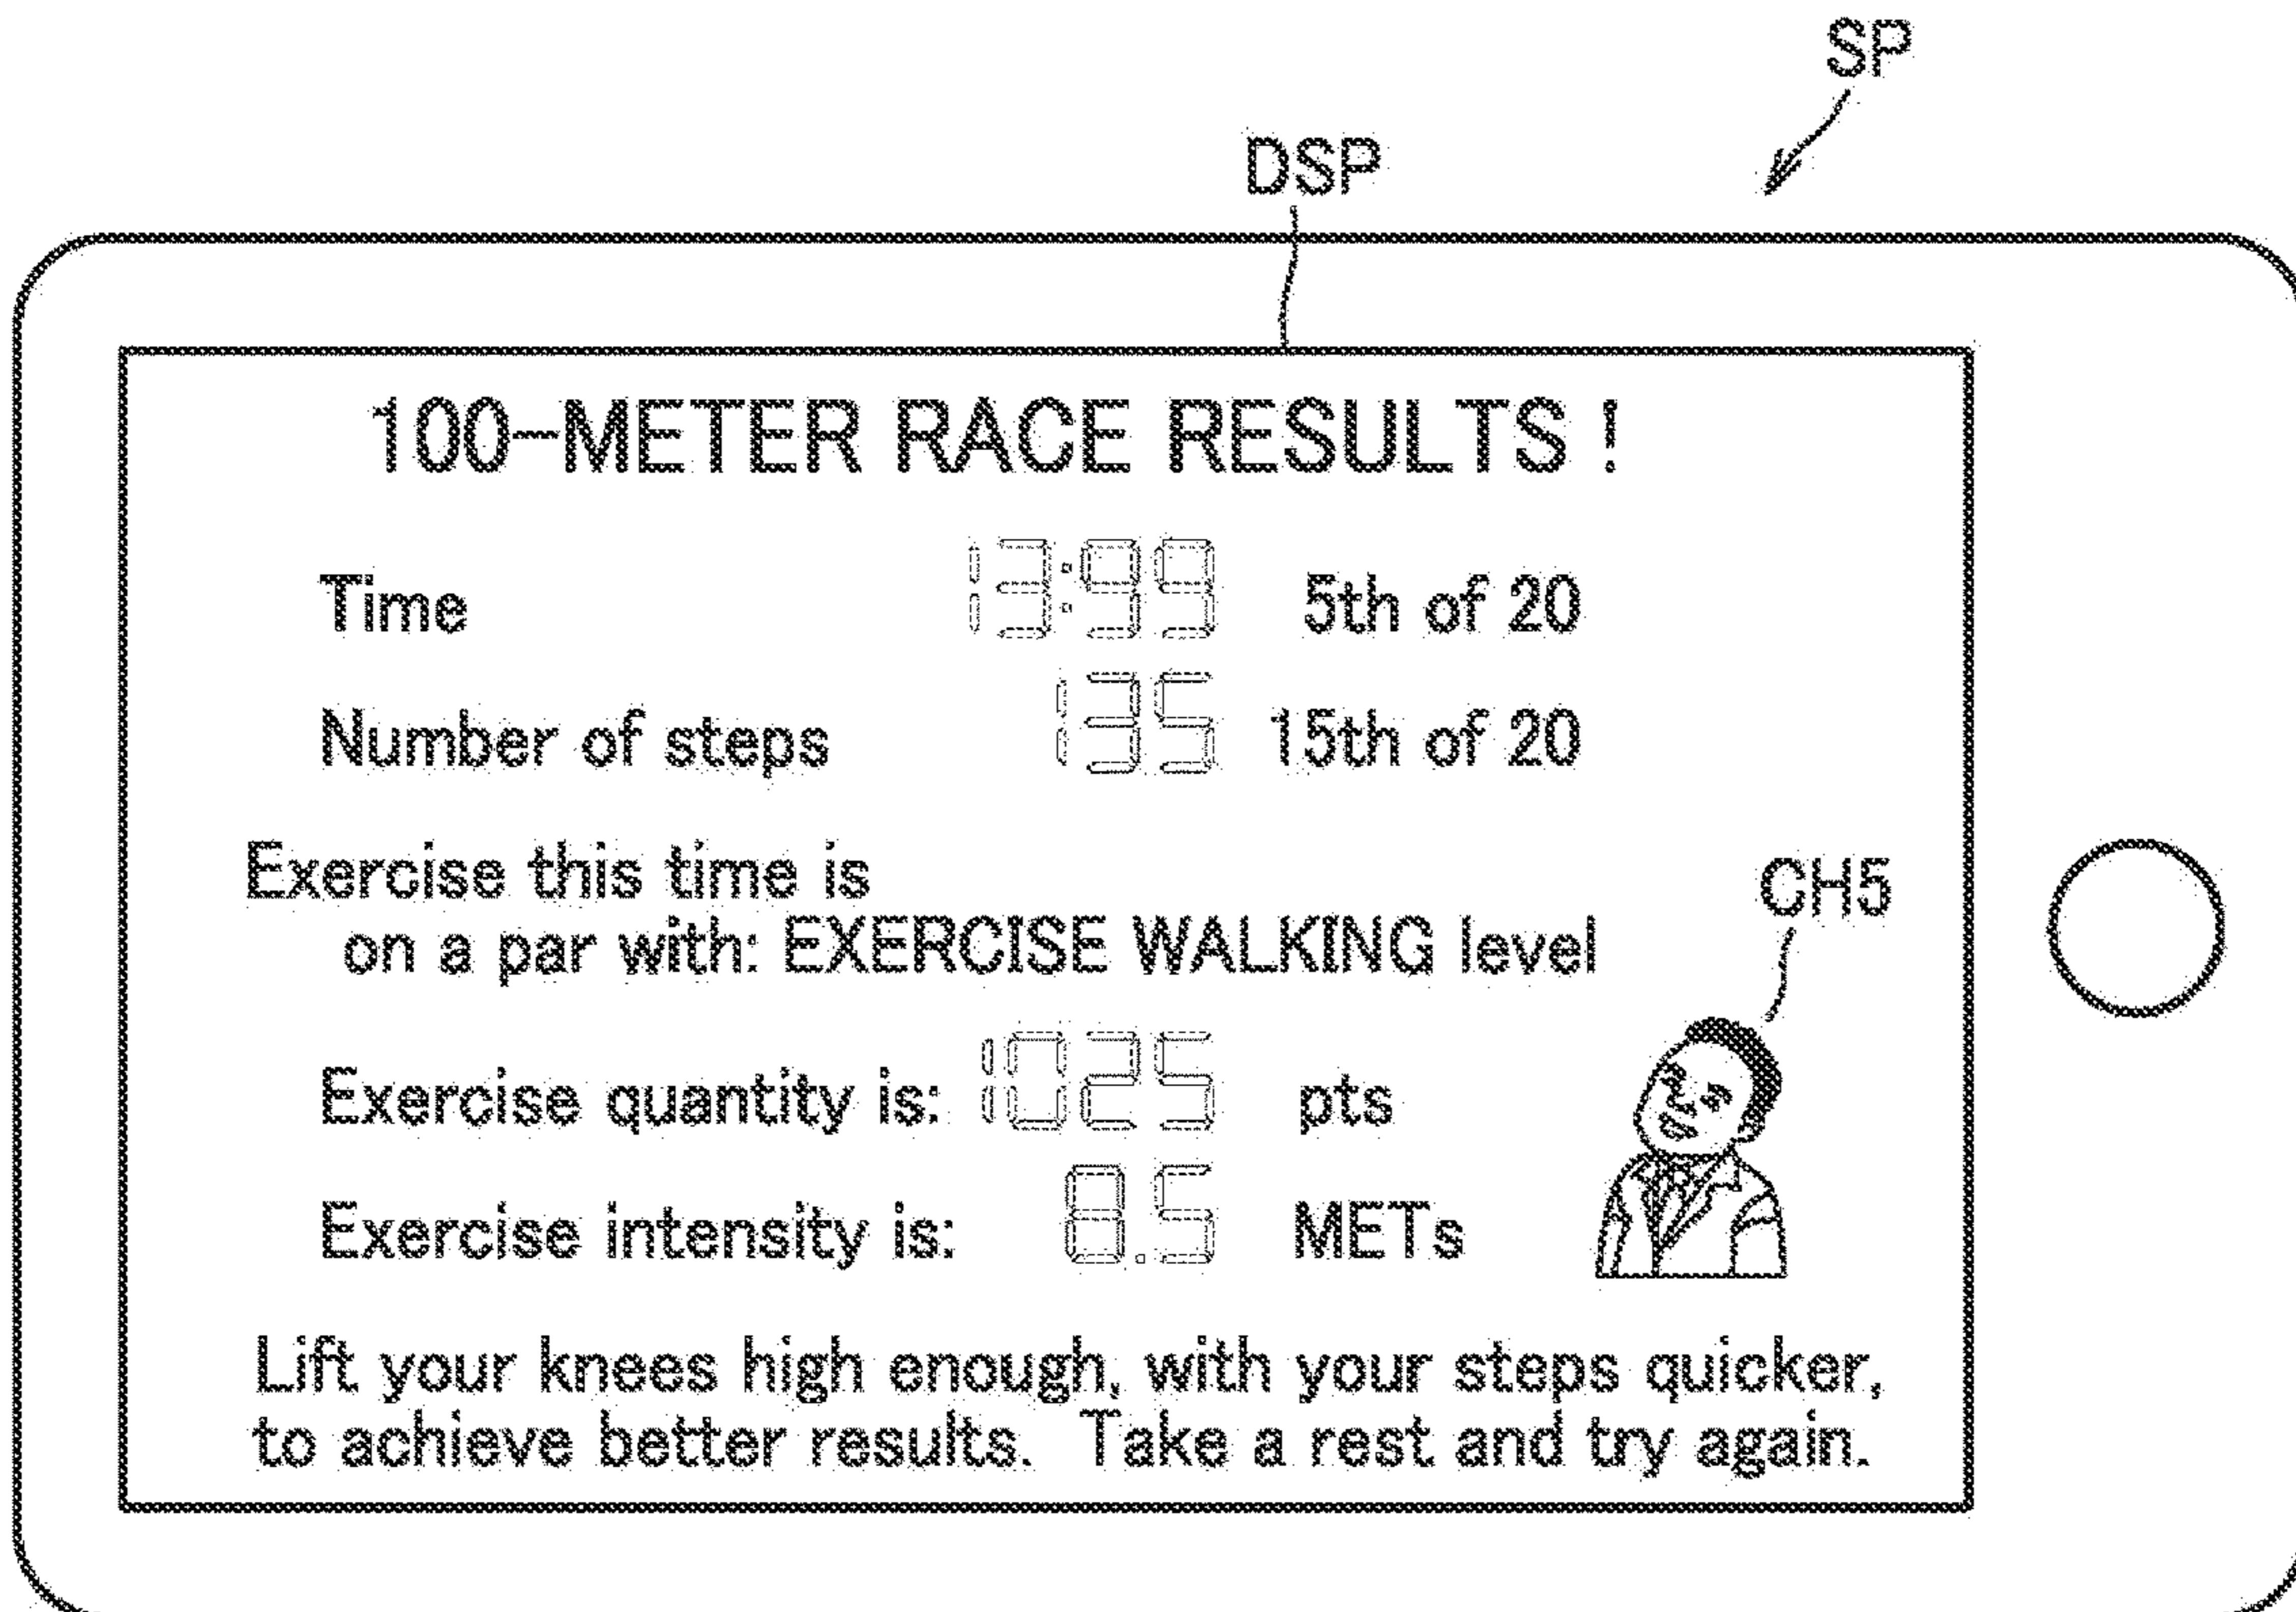 SP
DSP
100-METER RACE RESULTS !
Time 13:99 5th of 20
Number of steps 135 15th of 20
Exercise this time is
on a par with: EXERCISE WALKING level
CH5
Exercise quantity is: 1025 pts
Exercise intensity is: 8.5 METs
Lift your knees high enough, with your steps quicker,
to achieve better results. Take a rest and try again.